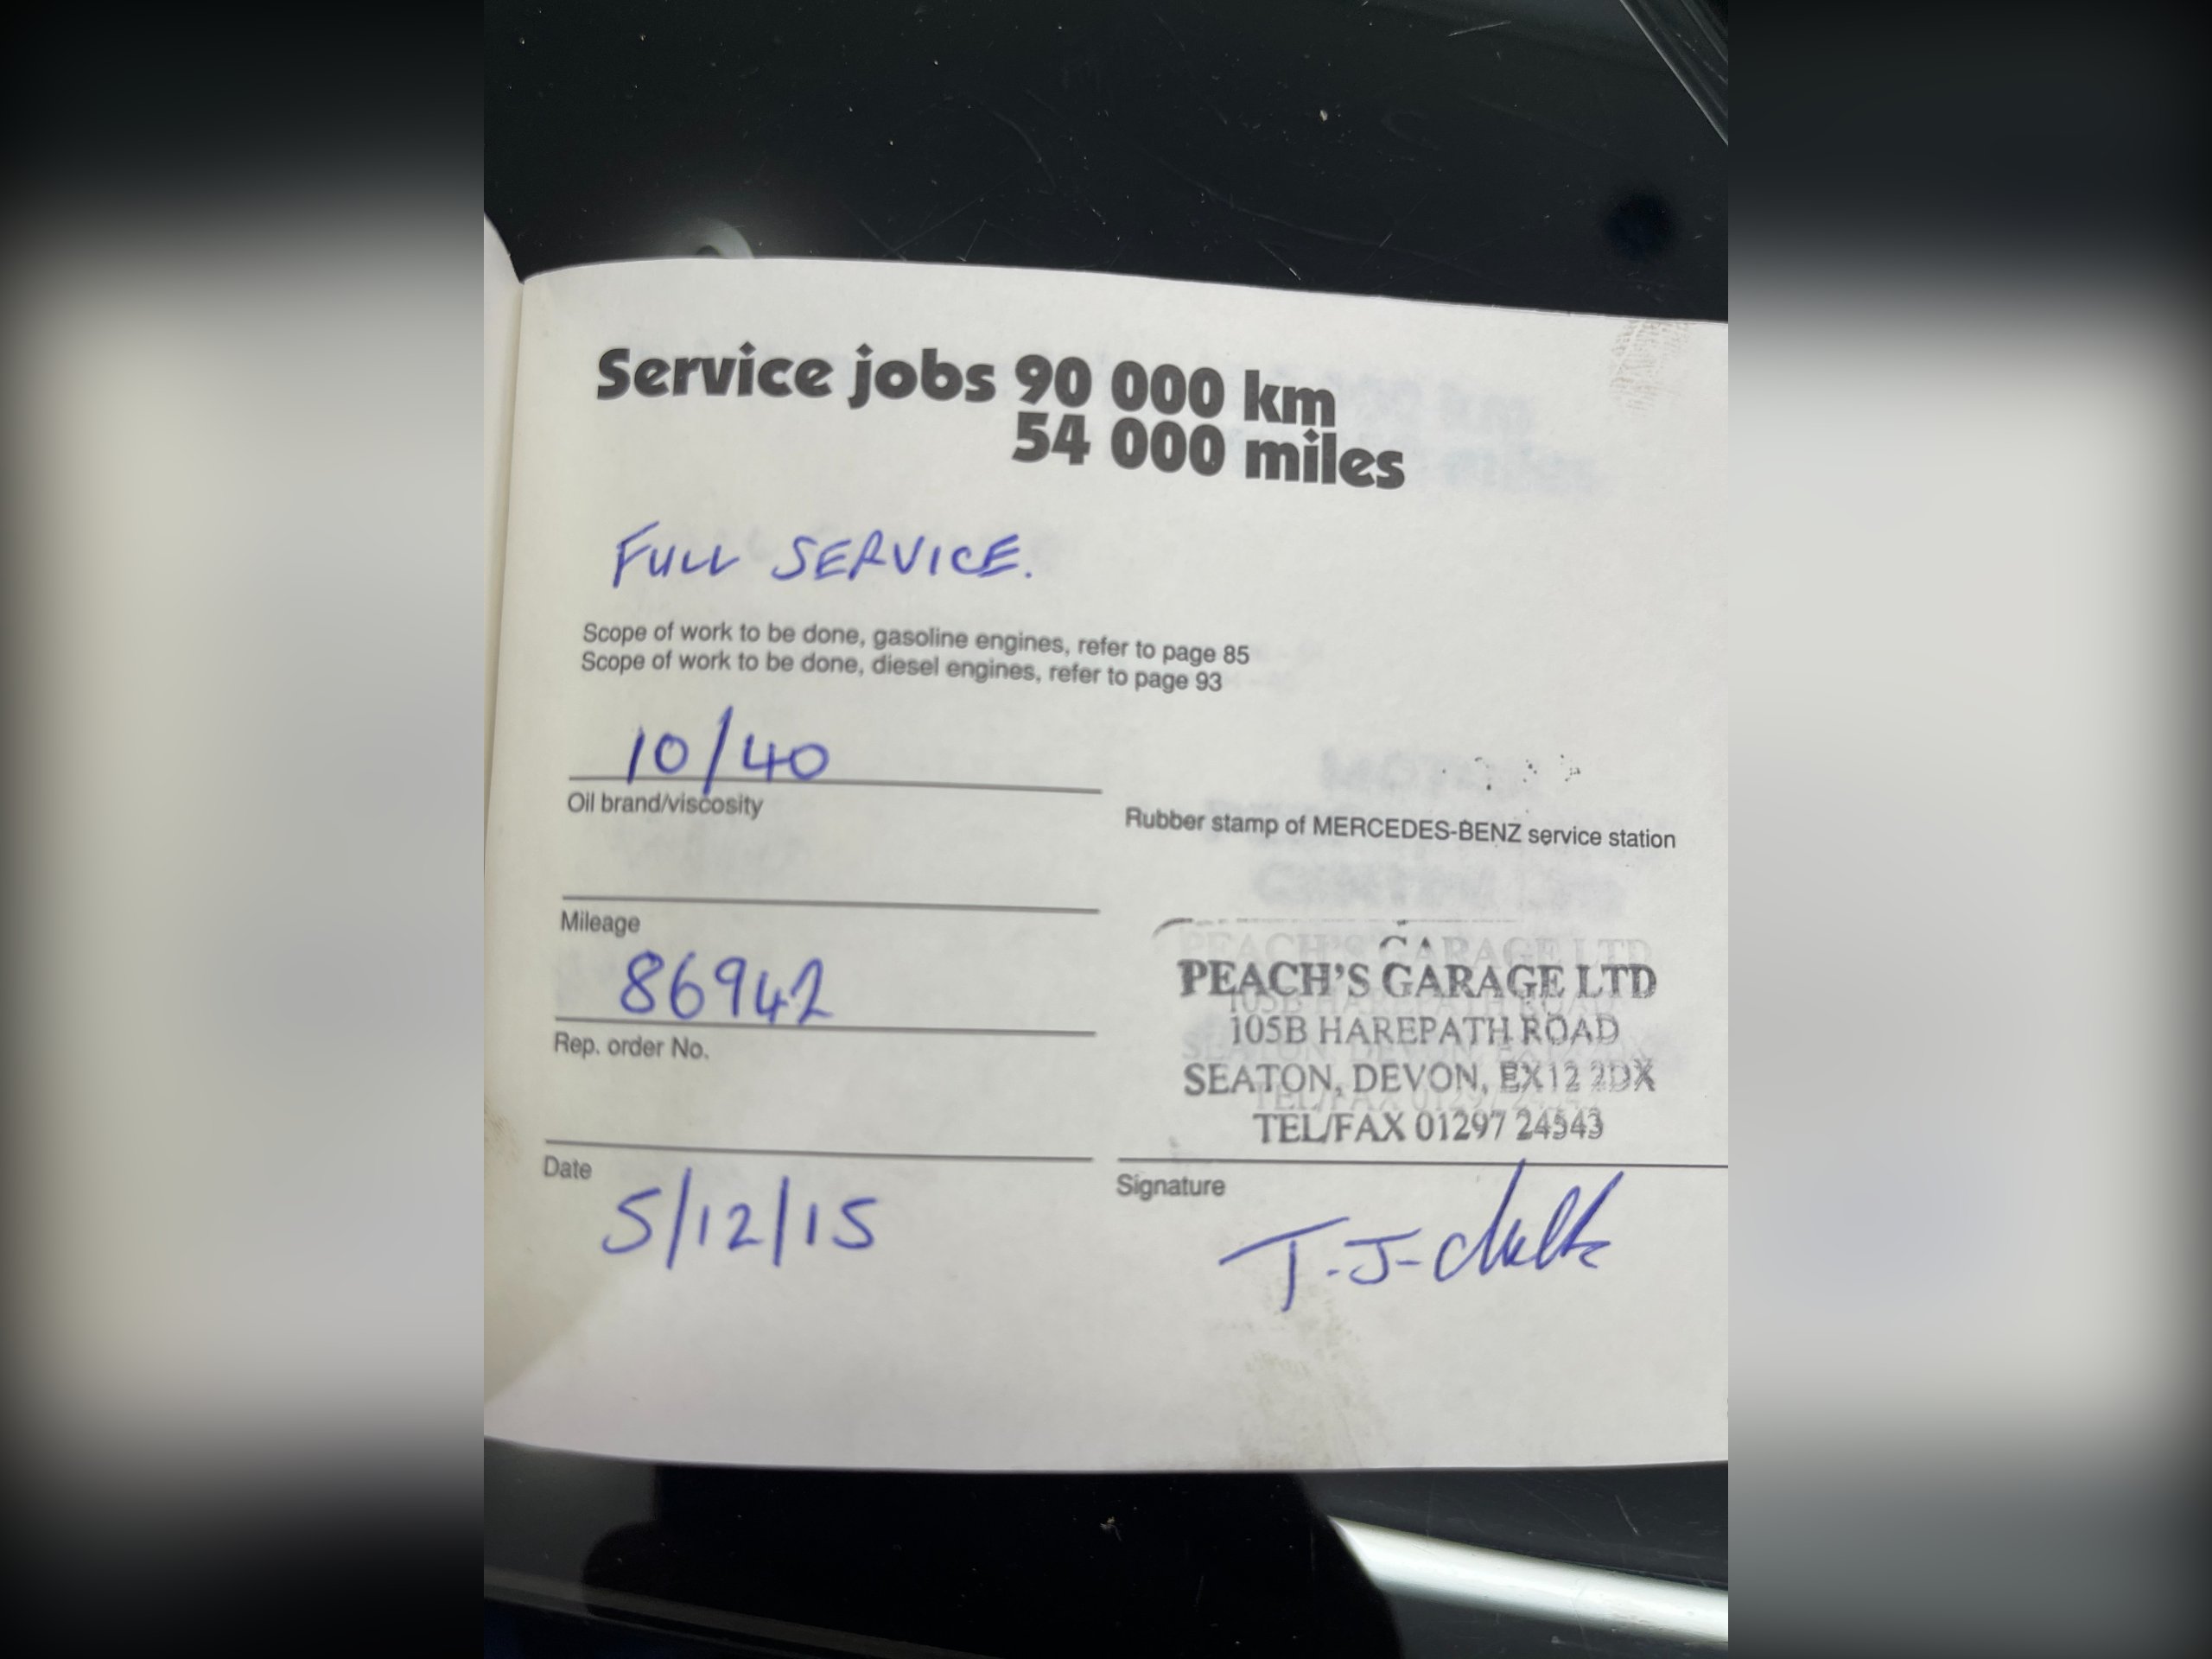 Service jobs 90 000 km
54 000 miles
FULL SERVICE.
Scope of work to be done, gasoline engines, refer to page 85
Scope of work to be done, diesel engines, refer to page 93
10/40
Oil brand/viscosity
Rubber stamp of MERCEDES-BENZ service station
Mileage
86942
Rep. order No.
PEACH'S GARAGE LTD
105B HAREPATH ROAD
SEATON, DEVON, EX12 2DX
TEL/FAX 01297 24543
Date
5/12/15
Signature
T. J-